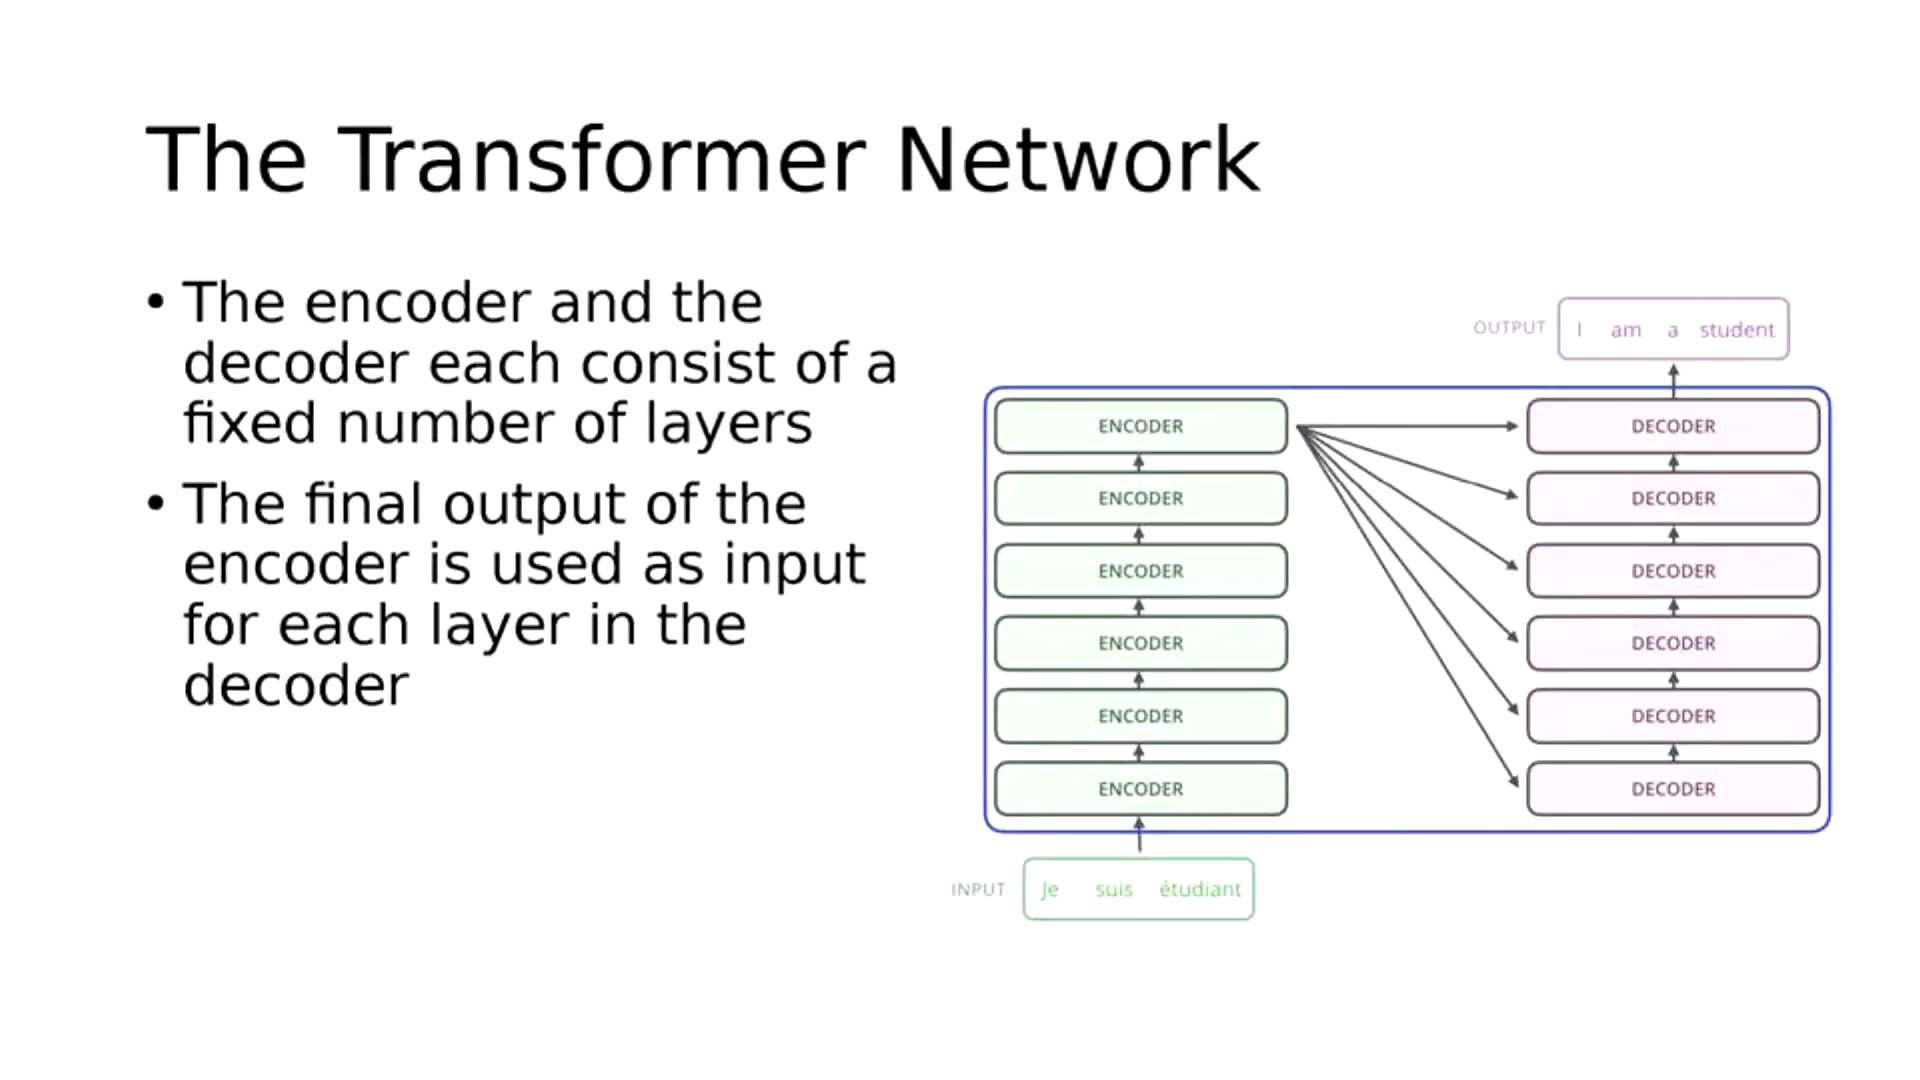 The Transformer Network
• The encoder and the
decoder each consist of a
fixed number of layers
• The final output of the
encoder is used as input
for each layer in the
decoder
OUTPUT I am a student
ENCODER DECODER
ENCODER DECODER
ENCODER DECODER
ENCODER DECODER
ENCODER DECODER
ENCODER DECODER
INPUT Je suis étudiant